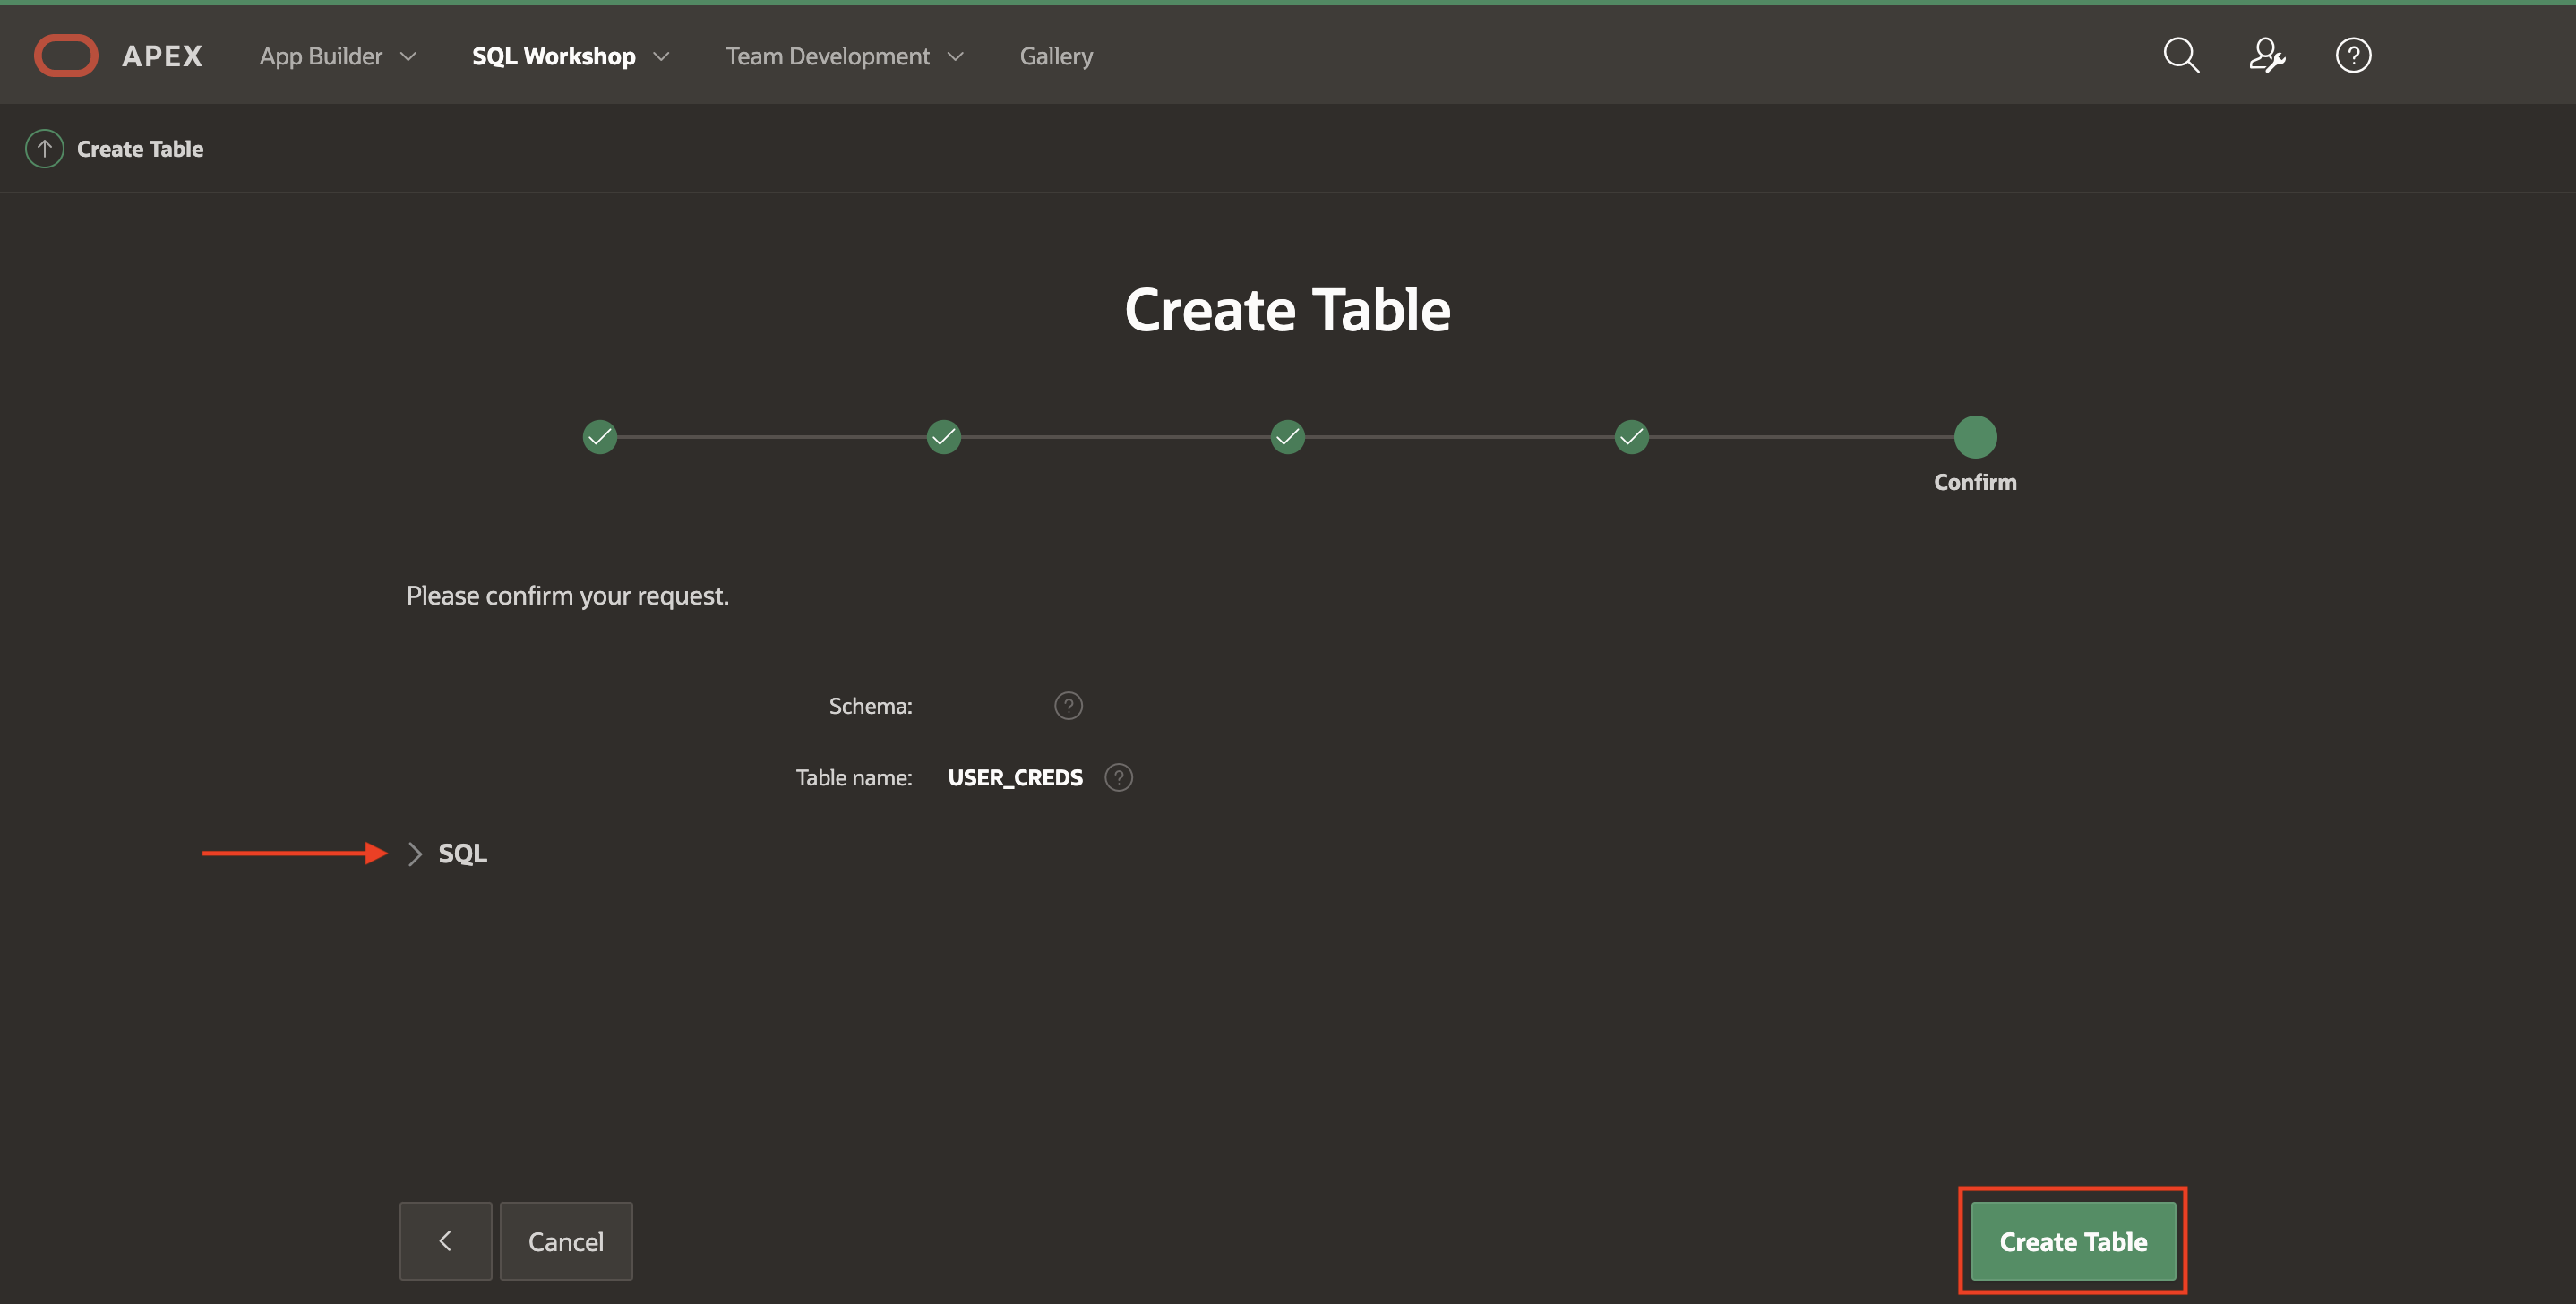 APEX App Builder SQL Workshop Team Development Gallery
Create Table
Create Table
Confirm
Please confirm your request.
Schema:
Table name: USER_CREDS
SQL
Cancel Create Table